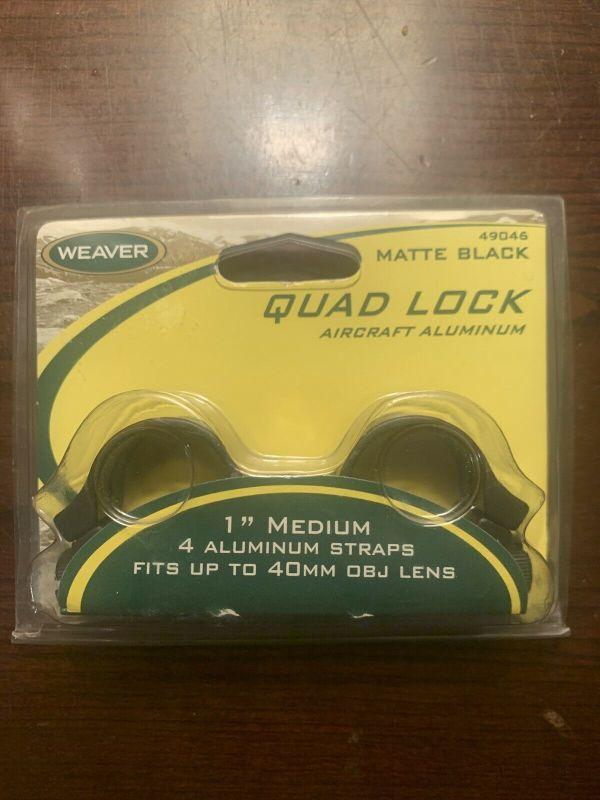 WEAVER
49046
MATTE BLACK
QUAD LOCK
AIRCRAFT ALUMINUM
1" MEDIUM
4 ALUMINUM STRAPS
FITS UP TO 40MM OBJ LENS